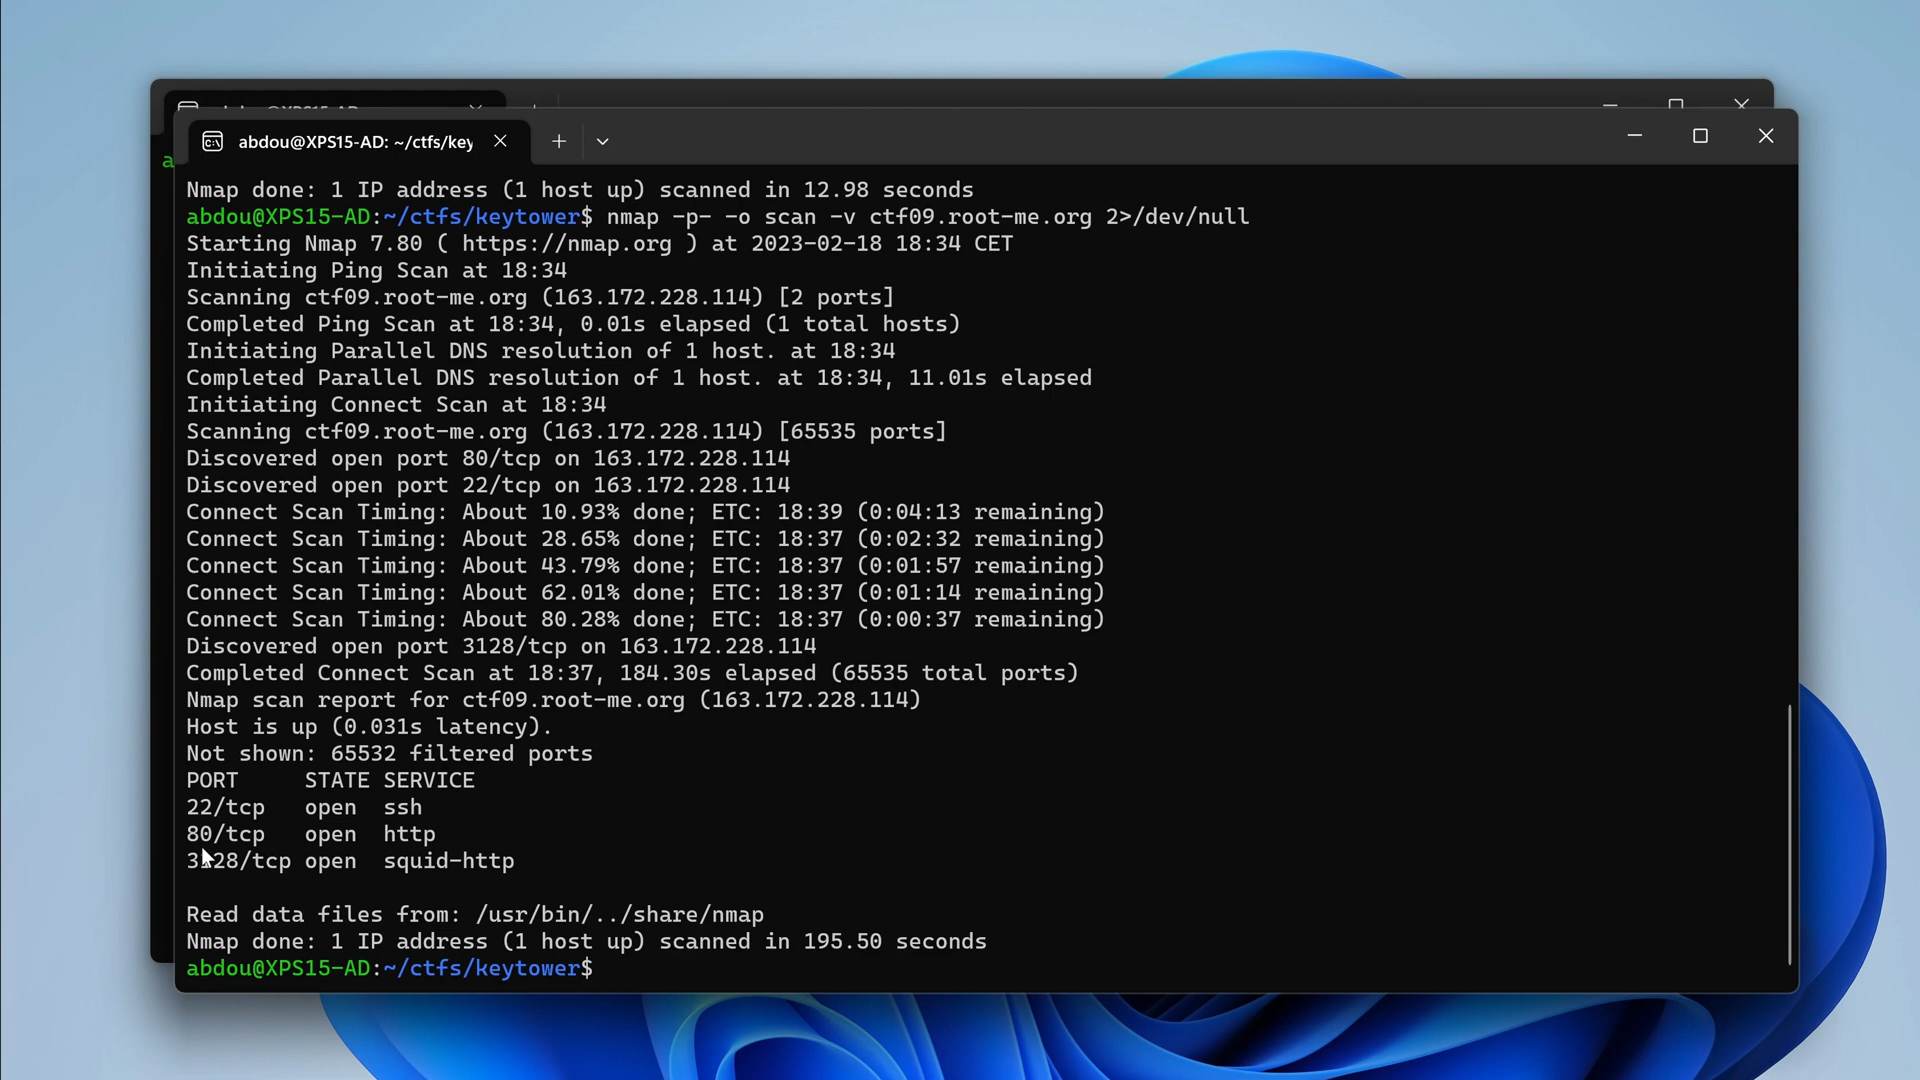 abdou@XPS15-AD: ~/ctfs/key
Nmap done: 1 IP address (1 host up) scanned in 12.98 seconds
abdou@XPS15-AD:~/ctfs/keytower$ nmap -p- -o scan -v ctf09.root-me.org 2>/dev/null
Starting Nmap 7.80 ( https://nmap.org ) at 2023-02-18 18:34 CET
Initiating Ping Scan at 18:34
Scanning ctf09.root-me.org (163.172.228.114) [2 ports]
Completed Ping Scan at 18:34, 0.01s elapsed (1 total hosts)
Initiating Parallel DNS resolution of 1 host. at 18:34
Completed Parallel DNS resolution of 1 host. at 18:34, 11.01s elapsed
Initiating Connect Scan at 18:34
Scanning ctf09.root-me.org (163.172.228.114) [65535 ports]
Discovered open port 80/tcp on 163.172.228.114
Discovered open port 22/tcp on 163.172.228.114
Connect Scan Timing: About 10.93% done; ETC: 18:39 (0:04:13 remaining)
Connect Scan Timing: About 28.65% done; ETC: 18:37 (0:02:32 remaining)
Connect Scan Timing: About 43.79% done; ETC: 18:37 (0:01:57 remaining)
Connect Scan Timing: About 62.01% done; ETC: 18:37 (0:01:14 remaining)
Connect Scan Timing: About 80.28% done; ETC: 18:37 (0:00:37 remaining)
Discovered open port 3128/tcp on 163.172.228.114
Completed Connect Scan at 18:37, 184.30s elapsed (65535 total ports)
Nmap scan report for ctf09.root-me.org (163.172.228.114)
Host is up (0.031s latency).
Not shown: 65532 filtered ports
PORT     STATE SERVICE
22/tcp   open  ssh
80/tcp   open  http
3128/tcp open  squid-http
Read data files from: /usr/bin/../share/nmap
Nmap done: 1 IP address (1 host up) scanned in 195.50 seconds
abdou@XPS15-AD:~/ctfs/keytower$